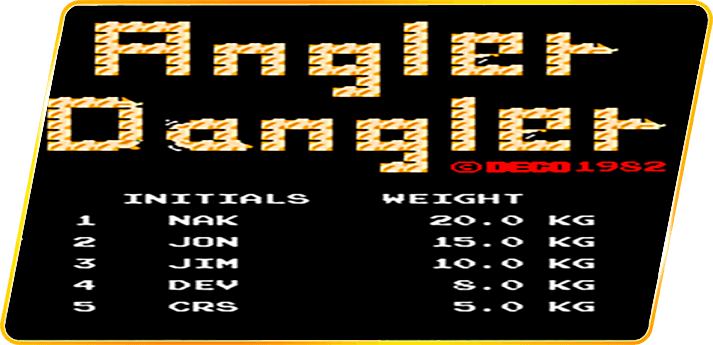 Angler
Dangler
© DECO 1982
INITIALS WEIGHT
1 NAK 20.0 KG
2 JON 15.0 KG
3 JIM 10.0 KG
4 DEV 8.0 KG
5 CRS 5.0 KG